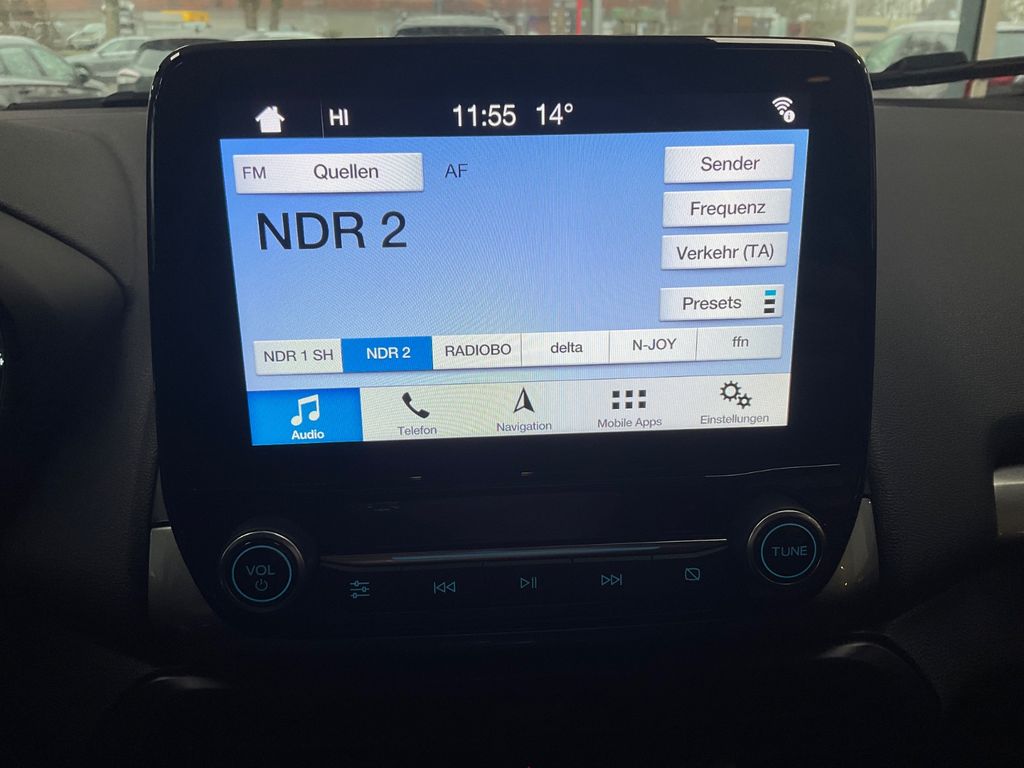 HI 11:55 14°
FM Quellen AF
Sender
NDR 2
Frequenz
Verkehr (TA)
Presets
NDR 1 SH NDR 2 RADIOBO delta N-JOY ffn
Audio Telefon Navigation Mobile Apps Einstellungen
VOL TUNE